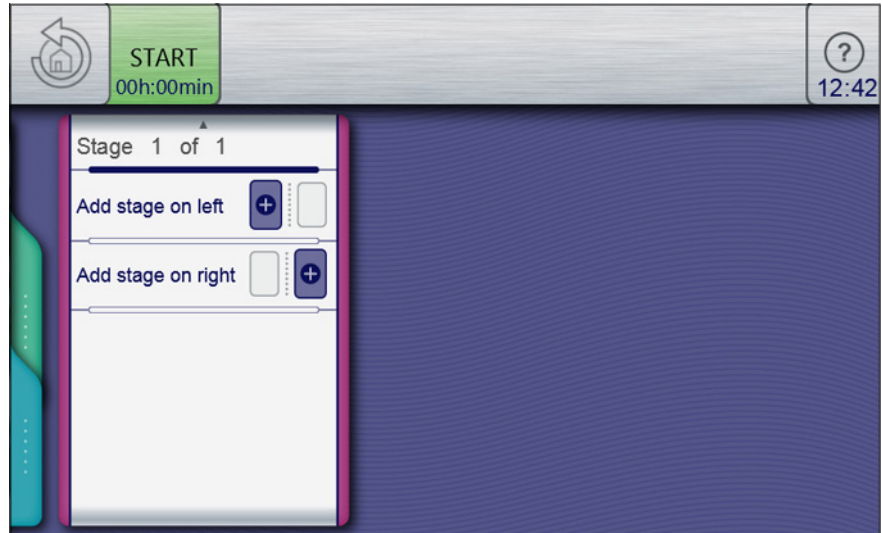 START
00h:00min
?
12:42
Stage 1 of 1
Add stage on left
Add stage on right